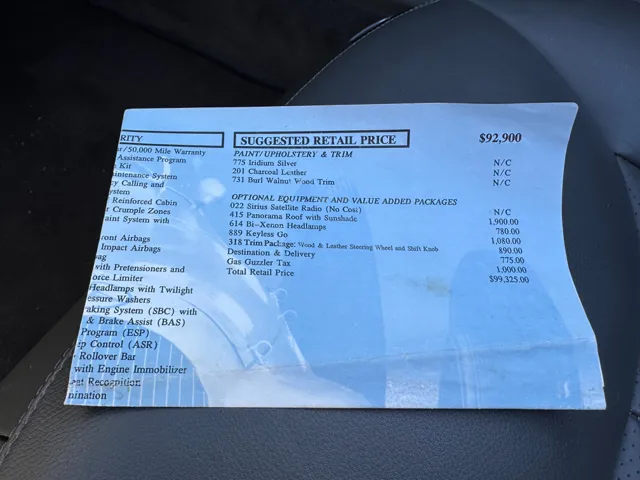 RITY
/50,000 Mile Warranty
Assistance Program
Kit
intenance System
cy Calling and
ystem
Reinforced Cabin
Crumple Zones
aint System with
ront Airbags
Impact Airbags
bag
with Pretensioners and
orce Limiter
Headlamps with Twilight
essure Washers
raking System (SBC) with
& Brake Assist (BAS)
Program (ESP)
ip Control (ASR)
Rollover Bar
with Engine Immobilizer
eat Recognition
mination
SUGGESTED RETAIL PRICE $92,900
PAINT/UPHOLSTERY & TRIM
775 Iridium Silver N/C
201 Charcoal Leather N/C
731 Burl Walnut Wood Trim N/C
OPTIONAL EQUIPMENT AND VALUE ADDED PACKAGES
022 Sirius Satellite Radio (No Cost) N/C
415 Panorama Roof with Sunshade 1,900.00
614 Bi-Xenon Headlamps 780.00
889 Keyless Go 1,080.00
318 Trim Package: Wood & Leather Steering Wheel and Shift Knob 890.00
Destination & Delivery 775.00
Gas Guzzler Tax 1,000.00
Total Retail Price $99,325.00